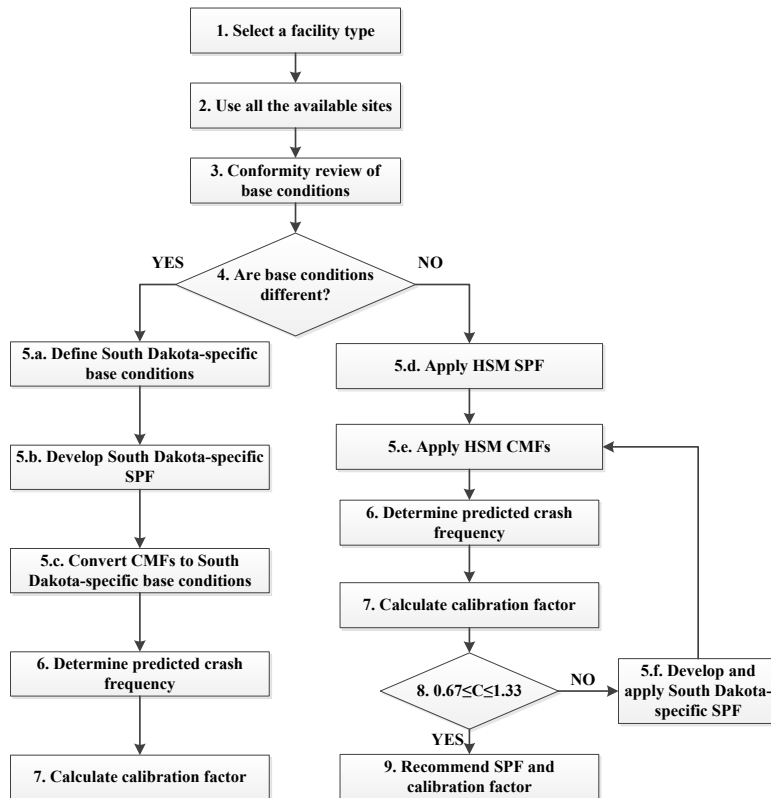 1. Select a facility type
2. Use all the available sites
3. Conformity review of
base conditions
YES
NO
4. Are base conditions
different?
5.a. Define South Dakota-specific
base conditions
5.d. Apply HSM SPF
5.b. Develop South Dakota-specific
SPF
5.e. Apply HSM CMFs
5.c. Convert CMFs to South
Dakota-specific base conditions
6. Determine predicted crash
frequency
7. Calculate calibration factor
6. Determine predicted crash
frequency
8. 0.67≤C≤1.33
NO
5.f. Develop and
apply South Dakota-
specific SPF
YES
7. Calculate calibration factor
9. Recommend SPF and
calibration factor